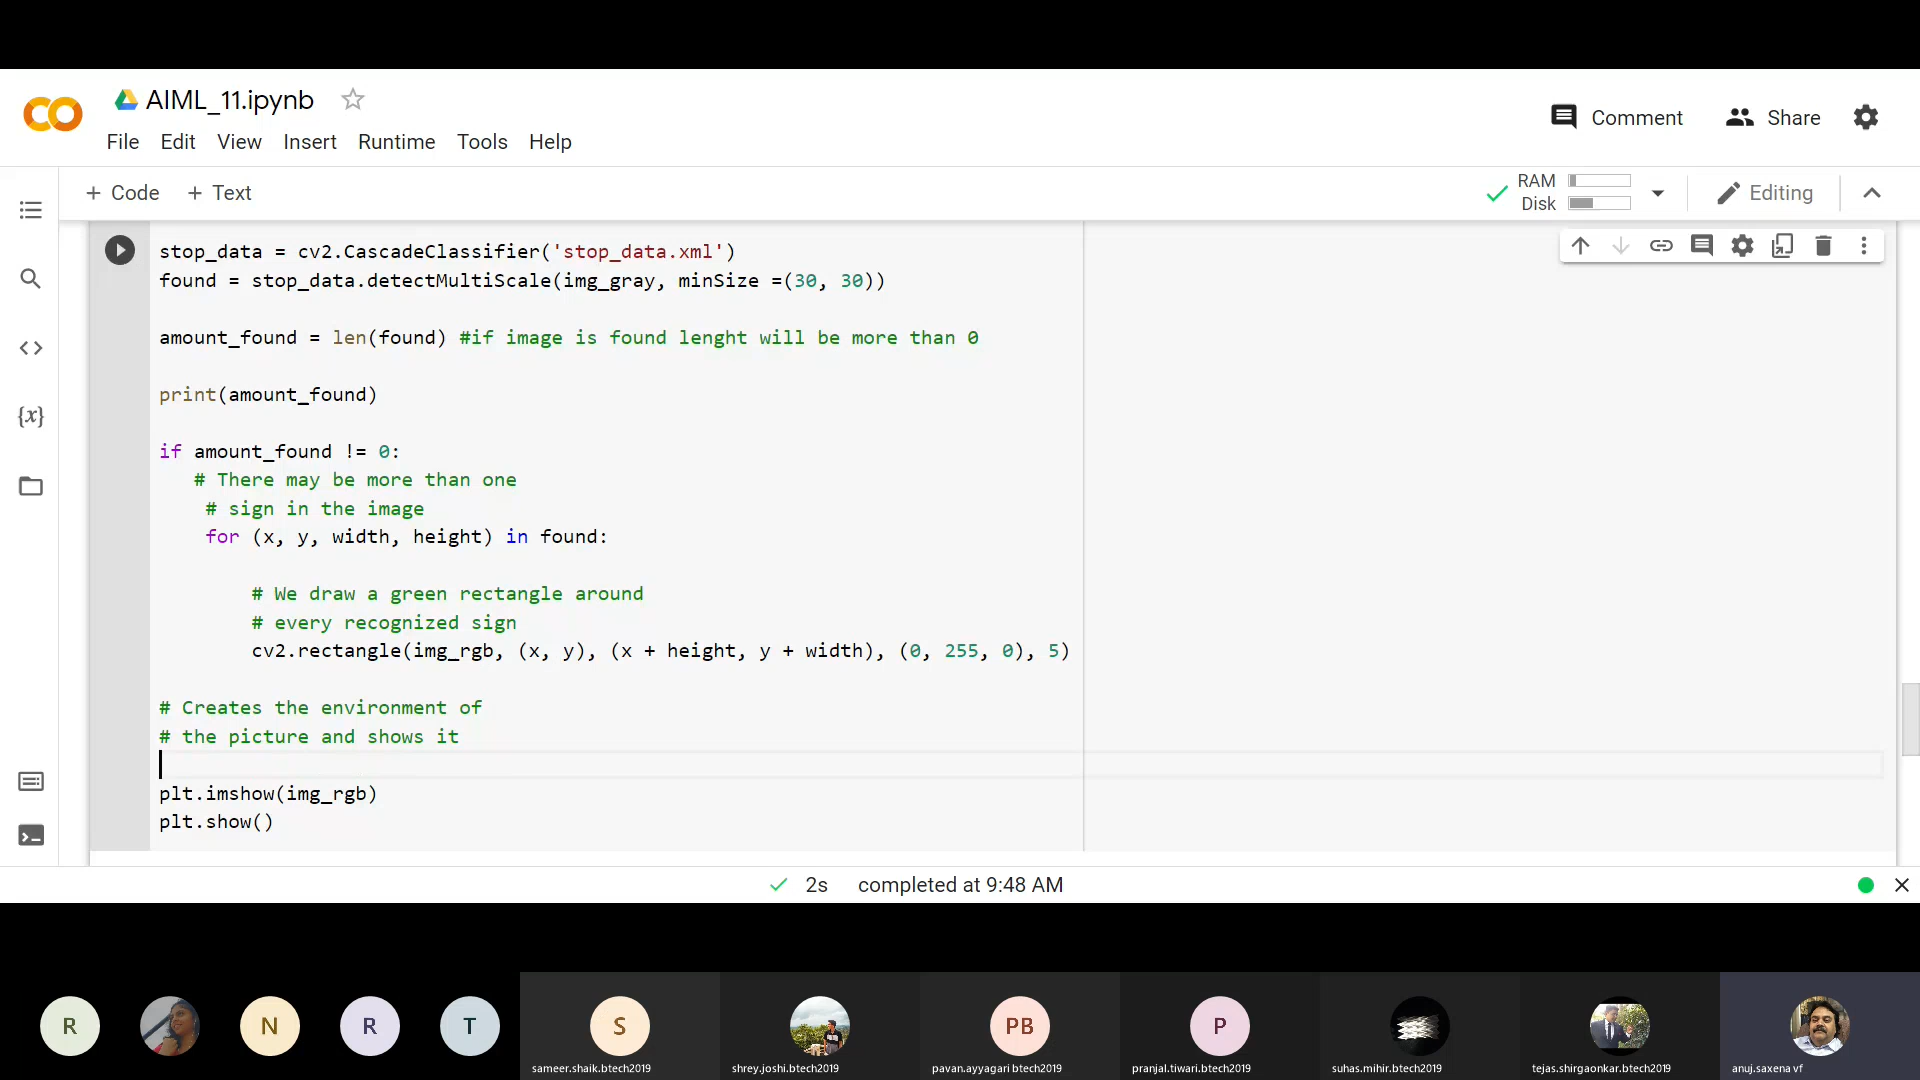 AIML_11.ipynb
Comment
Share
File Edit View Insert Runtime Tools Help
+ Code + Text
RAM
Disk
Editing
stop_data = cv2.CascadeClassifier('stop_data.xml')
found = stop_data.detectMultiScale(img_gray, minSize =(30, 30))
amount_found = len(found) #if image is found lenght will be more than 0
print(amount_found)
if amount_found != 0:
# There may be more than one
# sign in the image
for (x, y, width, height) in found:
# We draw a green rectangle around
# every recognized sign
cv2.rectangle(img_rgb, (x, y), (x + height, y + width), (0, 255, 0), 5)
# Creates the environment of
# the picture and shows it
plt.imshow(img_rgb)
plt.show()
2s completed at 9:48 AM
R N R T S PB P
sameer.shaik.btech2019 shrey.joshi.btech2019 pavan.ayyagari.btech2019 pranjal.tiwari.btech2019 suhas.mihir.btech2019 tejas.shirgaonkar.btech2019 anuj.saxena vf